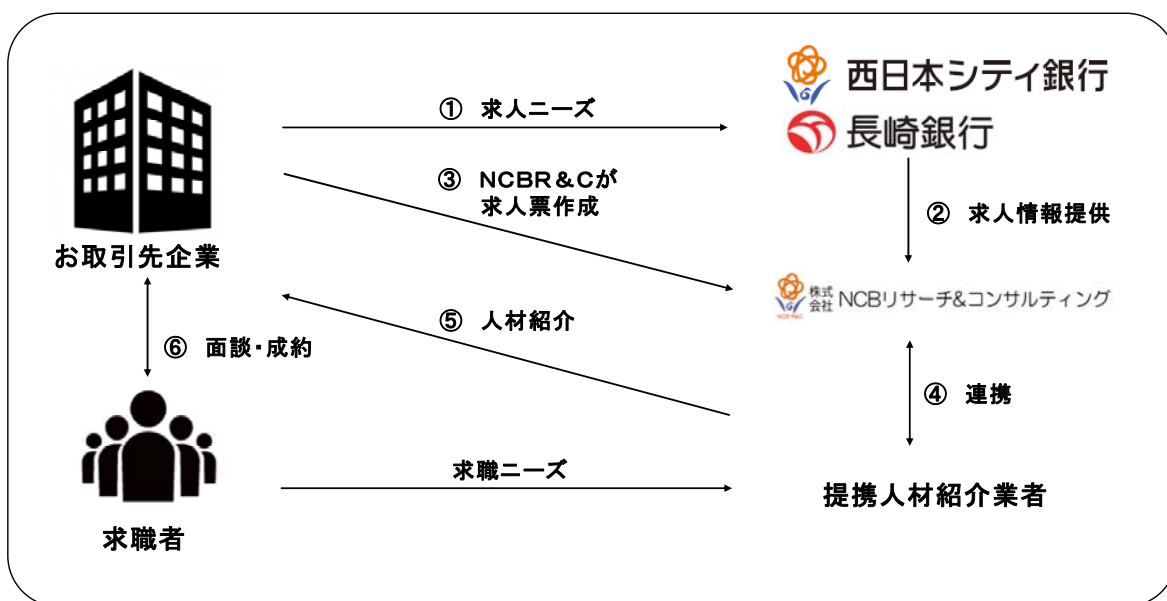 西日本シティ銀行
① 求人ニーズ
長崎銀行
③ NCBR&Cが
求人票作成
② 求人情報提供
お取引先企業
株式
会社 NCBリサーチ&コンサルティング
⑤ 人材紹介
⑥ 面談・成約
④ 連携
求職ニーズ
提携人材紹介業者
求職者